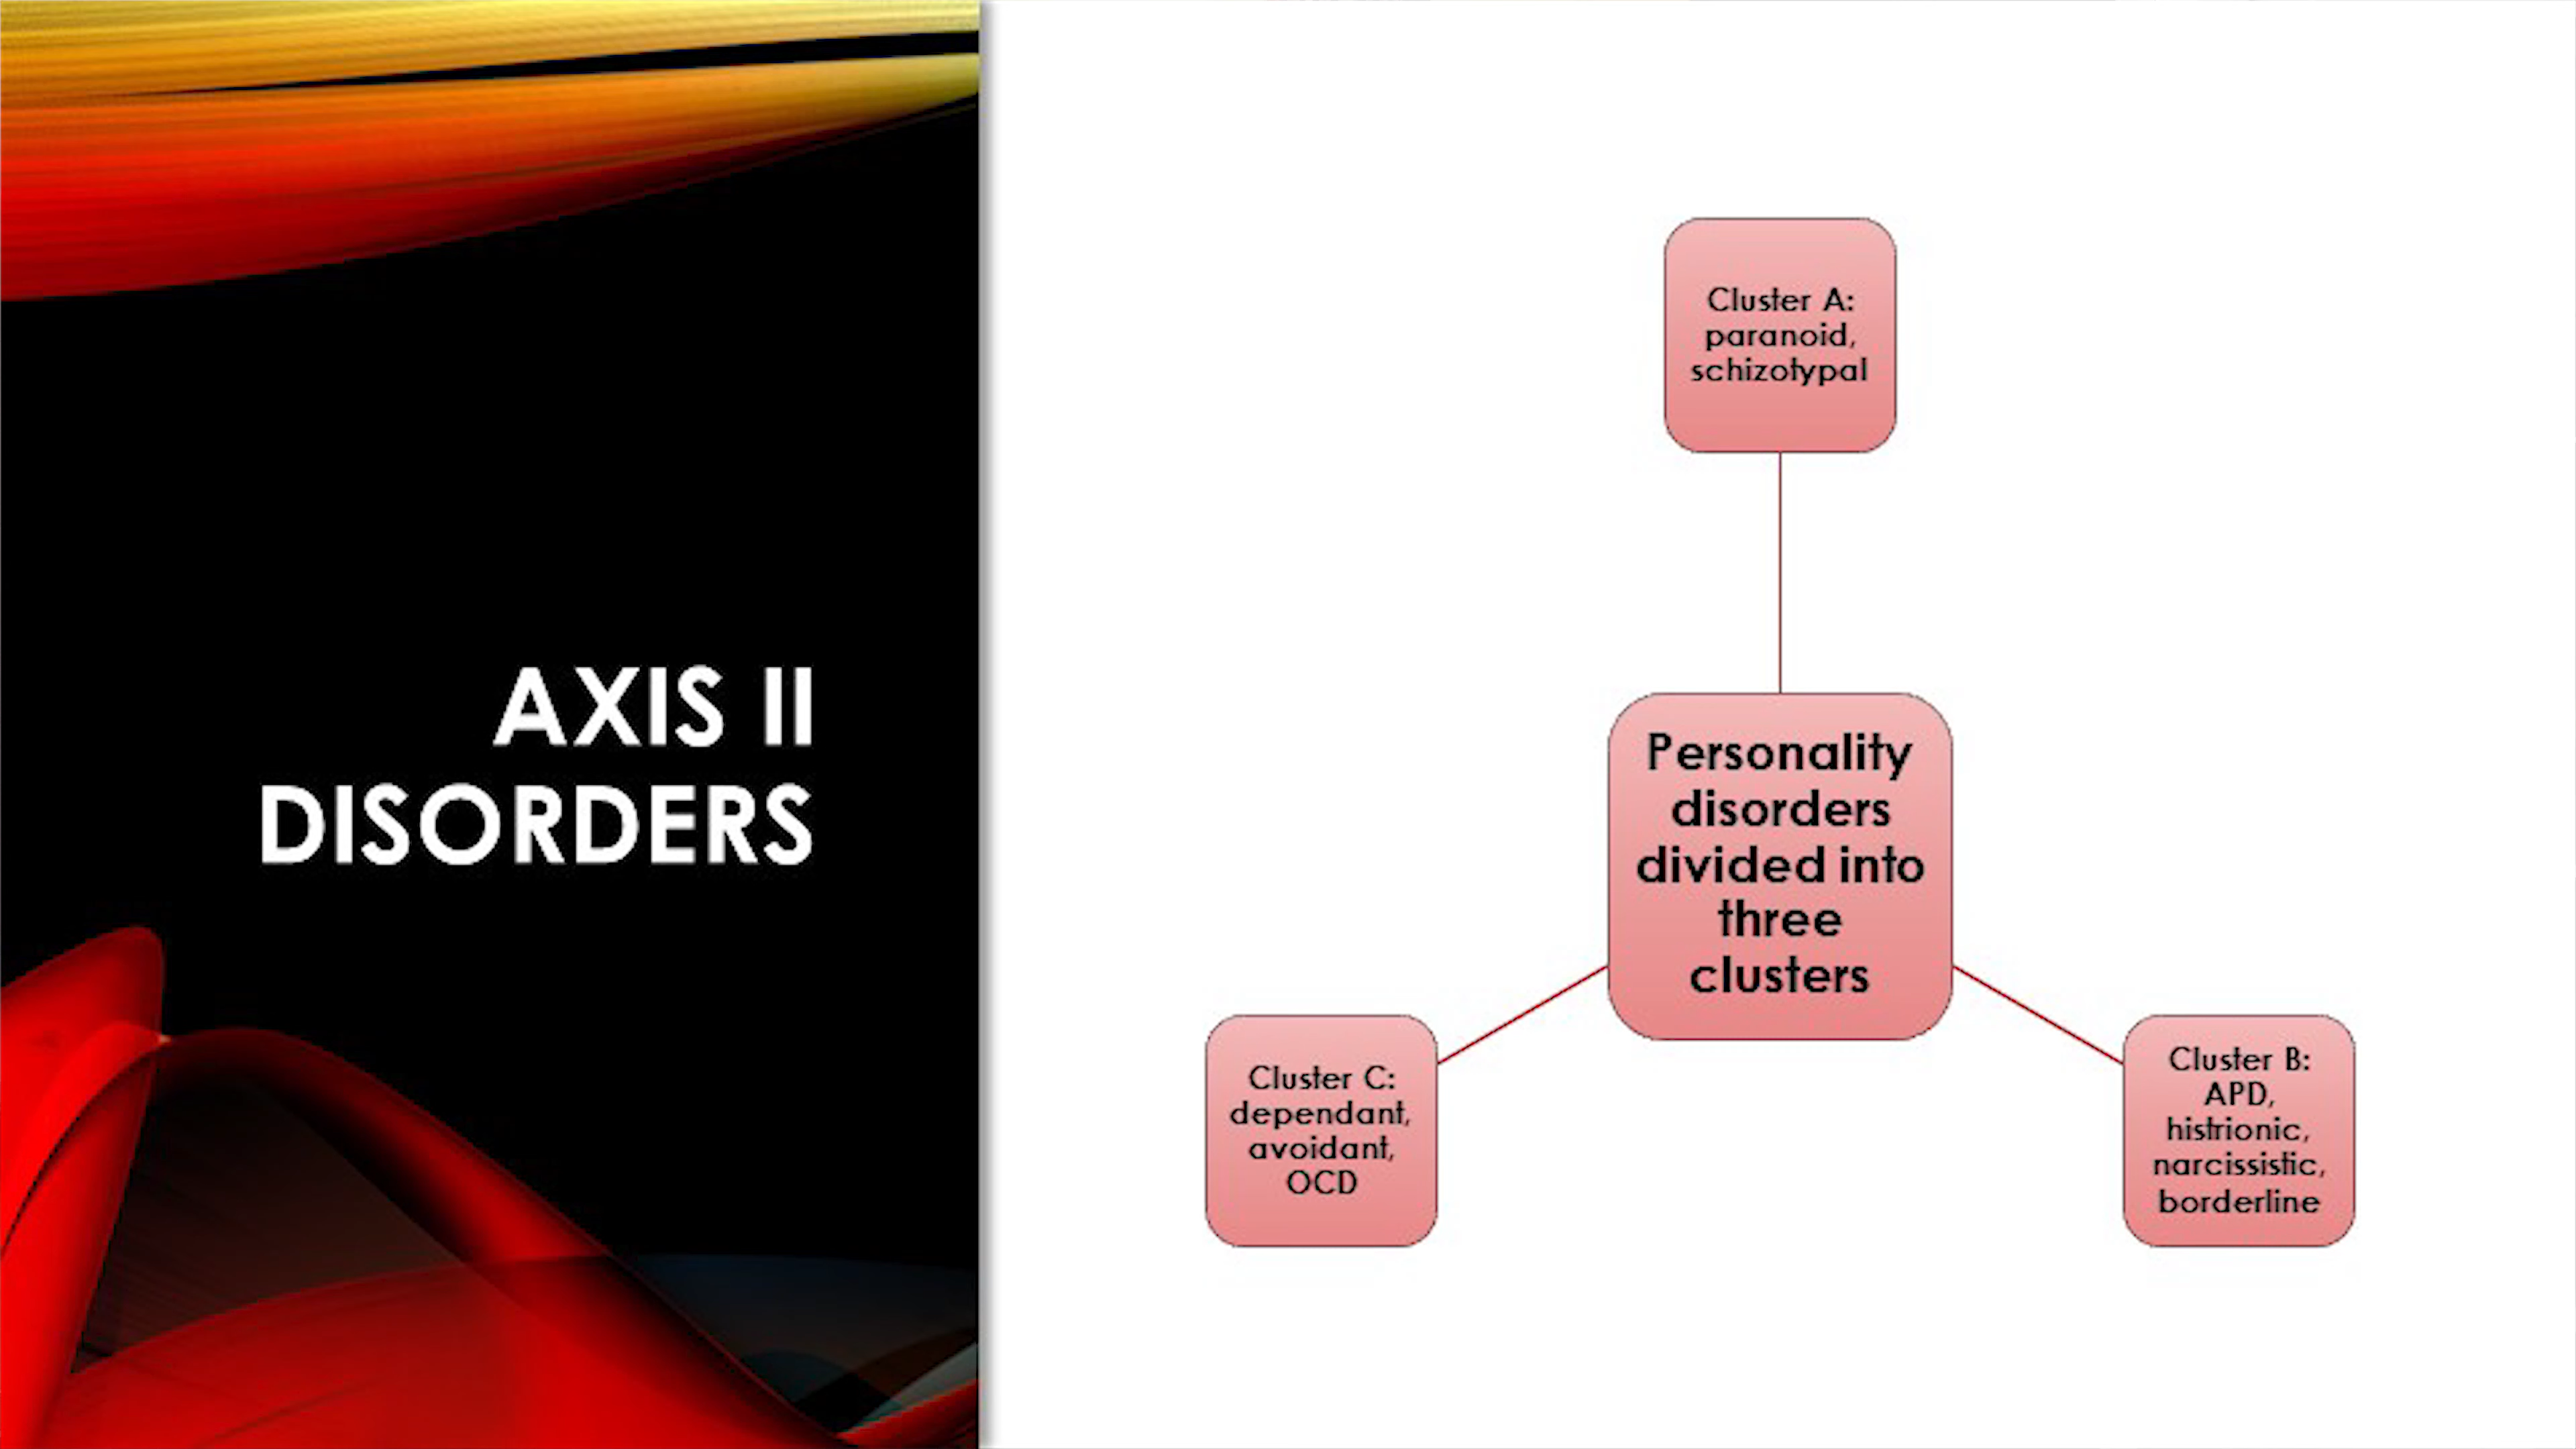 AXIS II
DISORDERS
Cluster A:
paranoid,
schizotypal
Personality
disorders
divided into
three
clusters
Cluster C:
dependant,
avoidant,
OCD
Cluster B:
APD,
histrionic,
narcissistic,
borderline